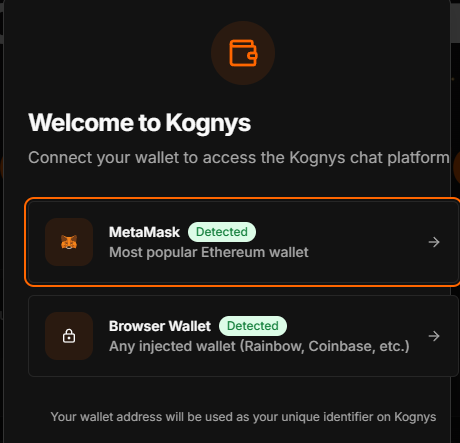 Welcome to Kognys
Connect your wallet to access the Kognys chat platform
MetaMask Detected
Most popular Ethereum wallet
Browser Wallet Detected
Any injected wallet (Rainbow, Coinbase, etc.)
Your wallet address will be used as your unique identifier on Kognys